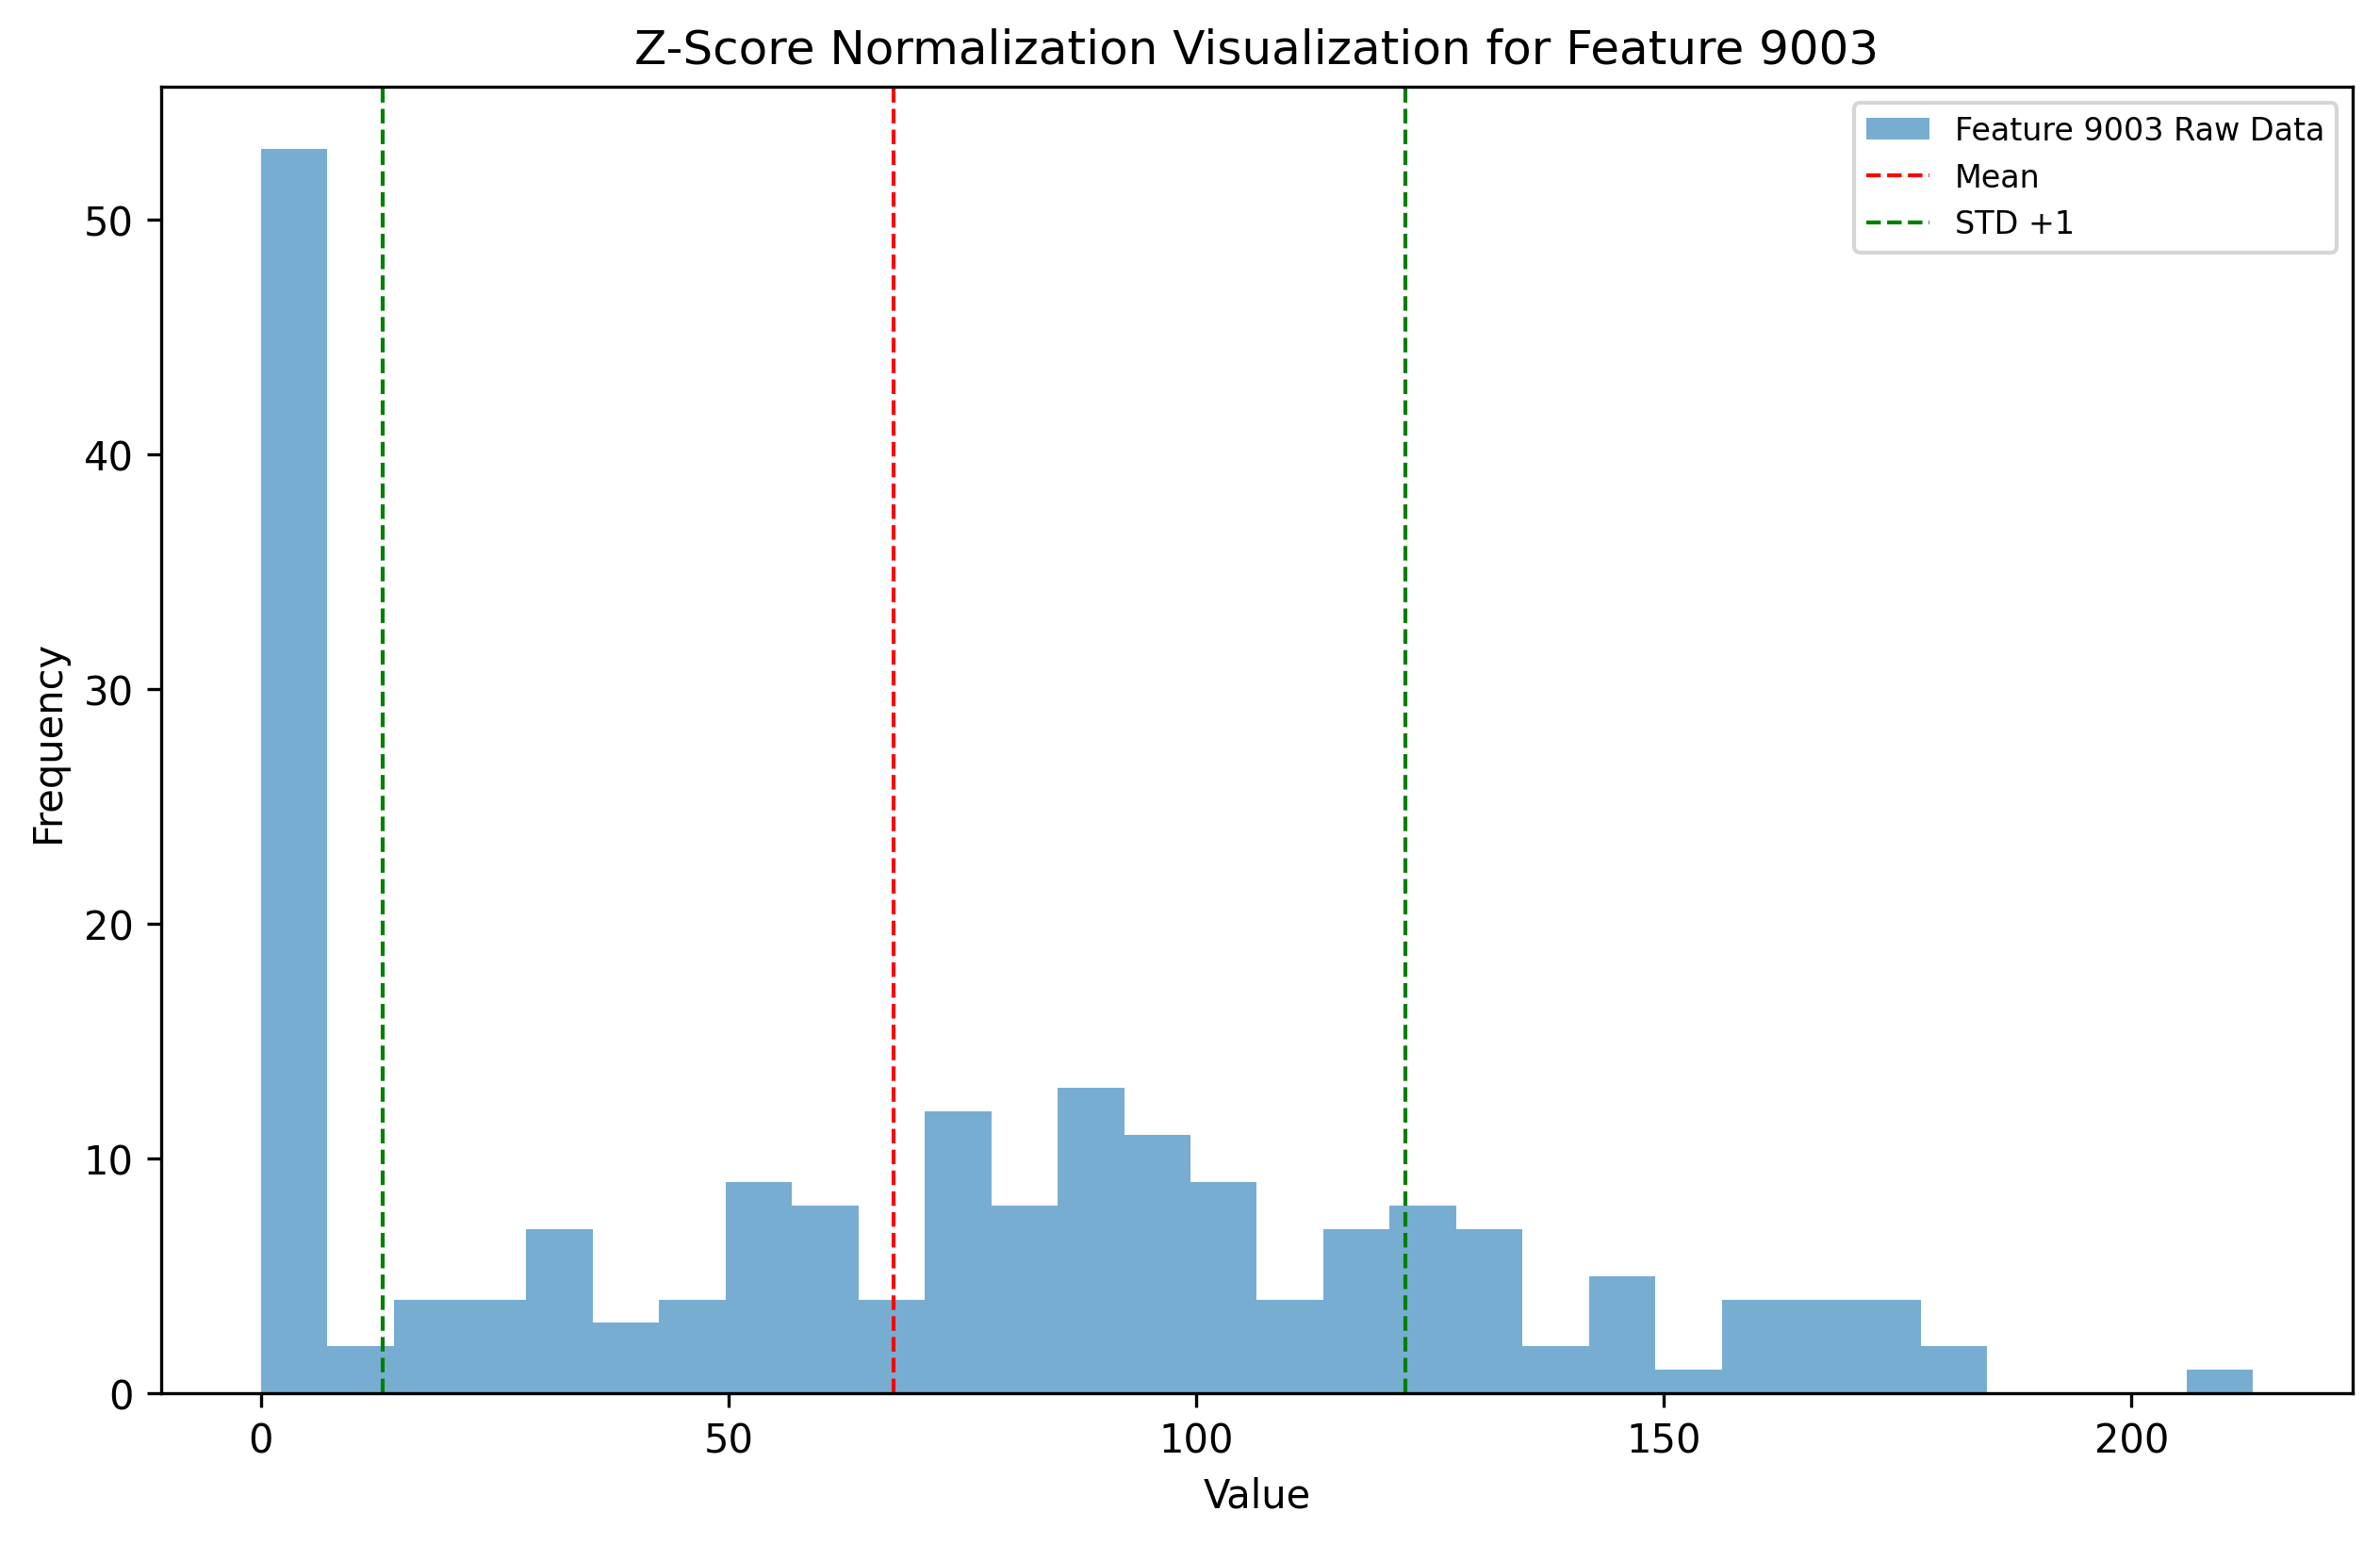 Z-Score Normalization Visualization for Feature 9003
Feature 9003 Raw Data
Mean
STD +1
50
40
30
20
10
0
Frequency
0 50 100 150 200
Value